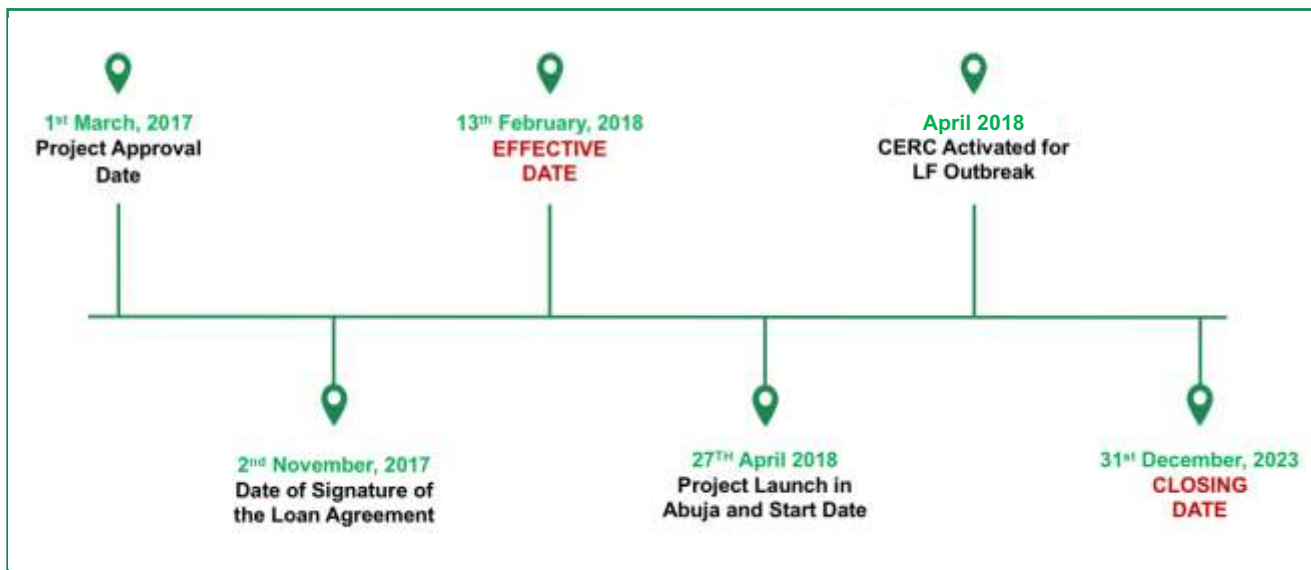 1st March, 2017
Project Approval
Date
13th February, 2018
EFFECTIVE
DATE
April 2018
CERC Activated for
LF Outbreak
2nd November, 2017
Date of Signature of
the Loan Agreement
27TH April 2018
Project Launch in
Abuja and Start Date
31st December, 2023
CLOSING
DATE